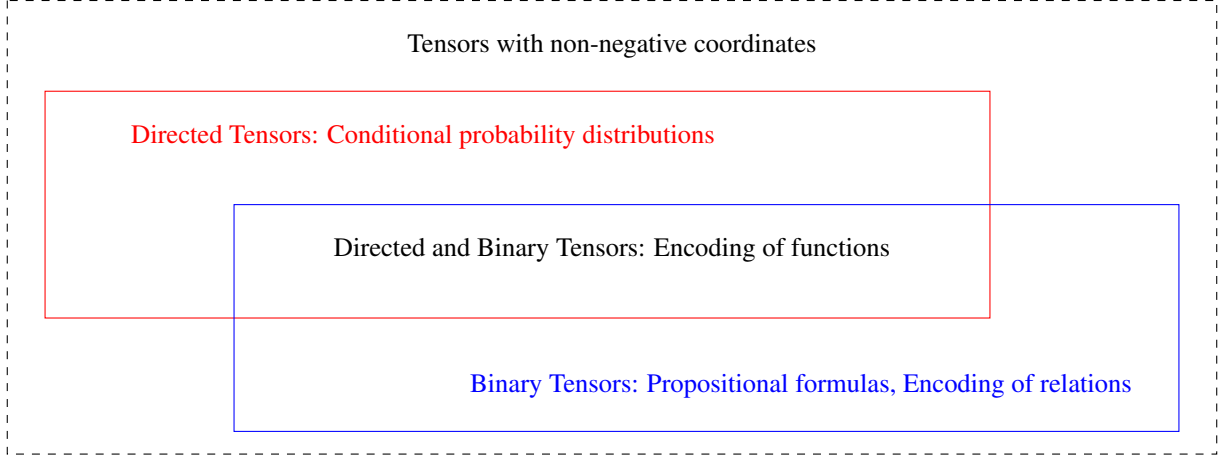 Tensors with non-negative coordinates
Directed Tensors: Conditional probability distributions
Directed and Binary Tensors: Encoding of functions
Binary Tensors: Propositional formulas, Encoding of relations